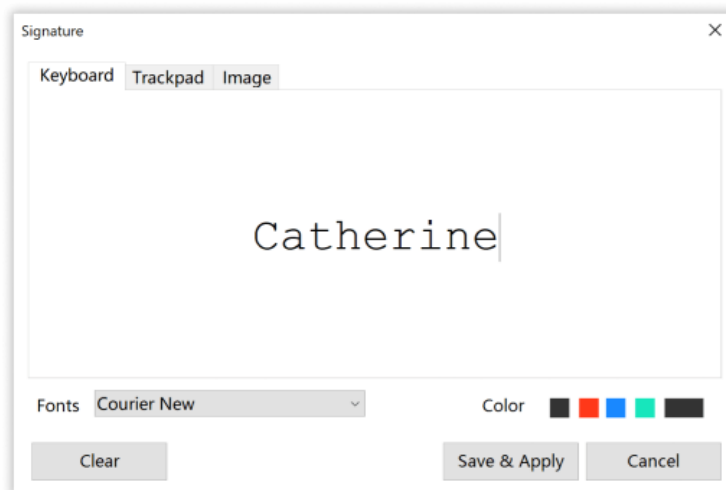 Signature
Keyboard Trackpad Image
Catherine
Fonts Courier New Color
Clear Save & Apply Cancel